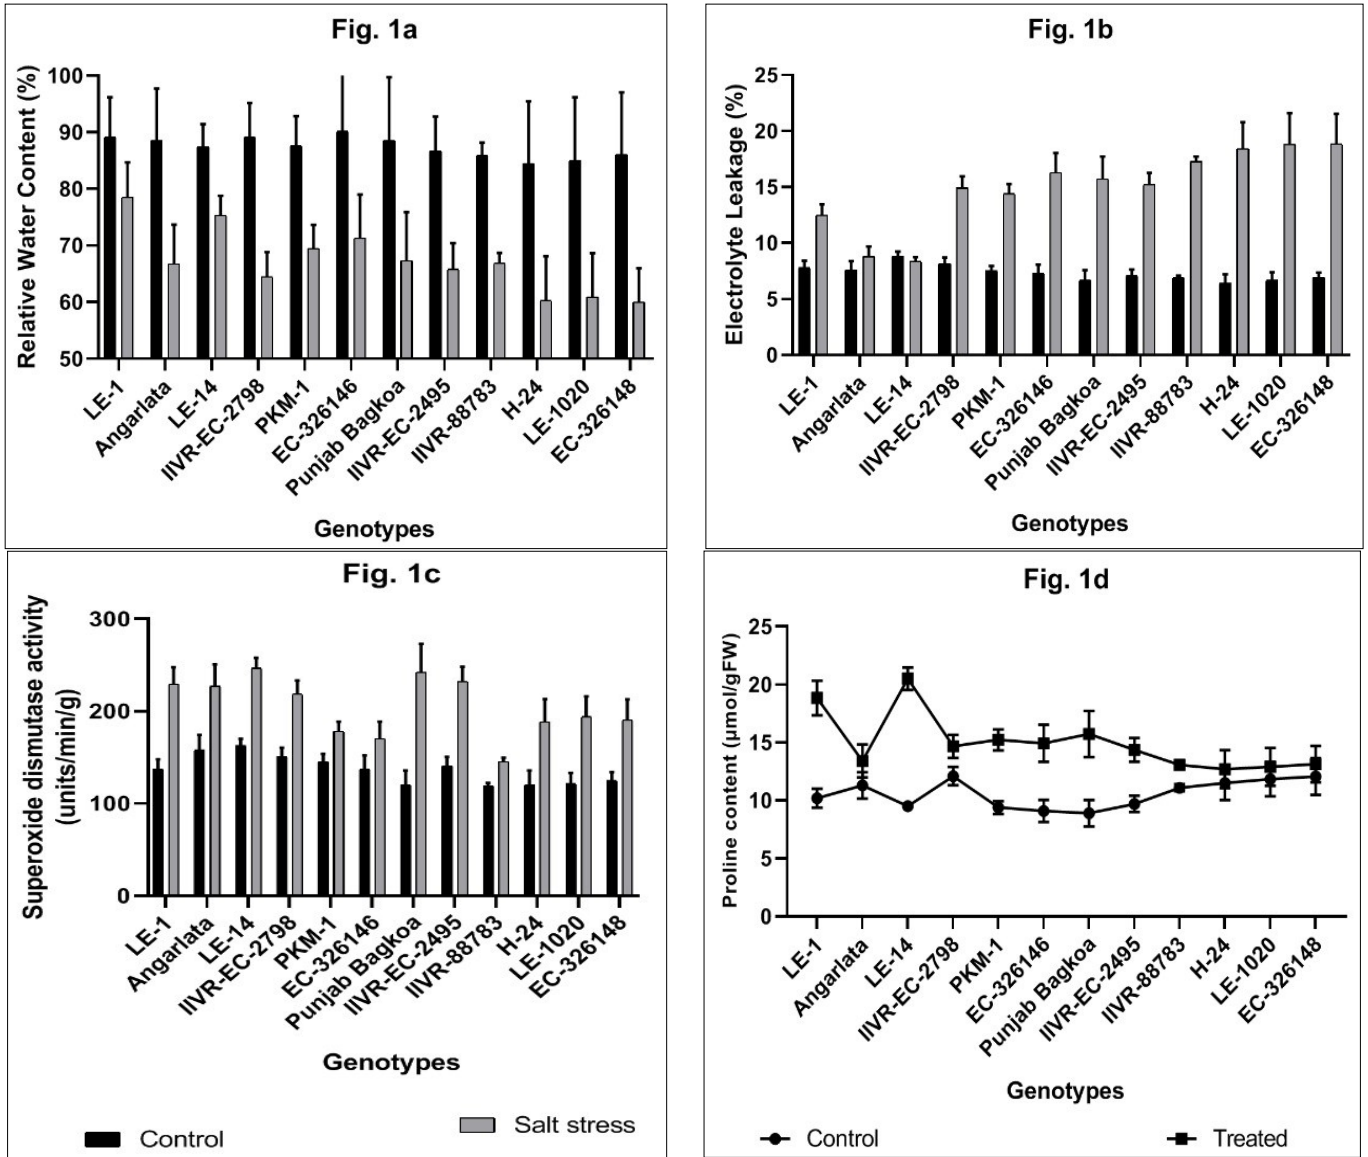 Fig. 1a
Relative Water Content (%)
100
90
80
70
60
50
LE-1
Angarlata
LE-14
IIVR-EC-2798
PKM-1
EC-326146
Punjab Bagkoa
IIVR-EC-2495
IIVR-88783
H-24
LE-1020
EC-326148
Genotypes
Fig. 1b
Electrolyte Leakage (%)
25
20
15
10
5
0
LE-1
Angarlata
LE-14
IIVR-EC-2798
PKM-1
EC-326146
Punjab Bagkoa
IIVR-EC-2495
IIVR-88783
H-24
LE-1020
EC-326148
Genotypes
Fig. 1c
Superoxide dismutase activity
(units/min/g)
300
200
100
0
LE-1
Angarlata
LE-14
IIVR-EC-2798
PKM-1
EC-326146
Punjab Bagkoa
IIVR-EC-2495
IIVR-88783
H-24
LE-1020
EC-326148
Genotypes
Control
Salt stress
Fig. 1d
Proline content (µmol/gFW)
25
20
15
10
5
0
LE-1
Angarlata
LE-14
IIVR-EC-2798
PKM-1
EC-326146
Punjab Bagkoa
IIVR-EC-2495
IIVR-88783
H-24
LE-1020
EC-326148
Genotypes
Control
Treated